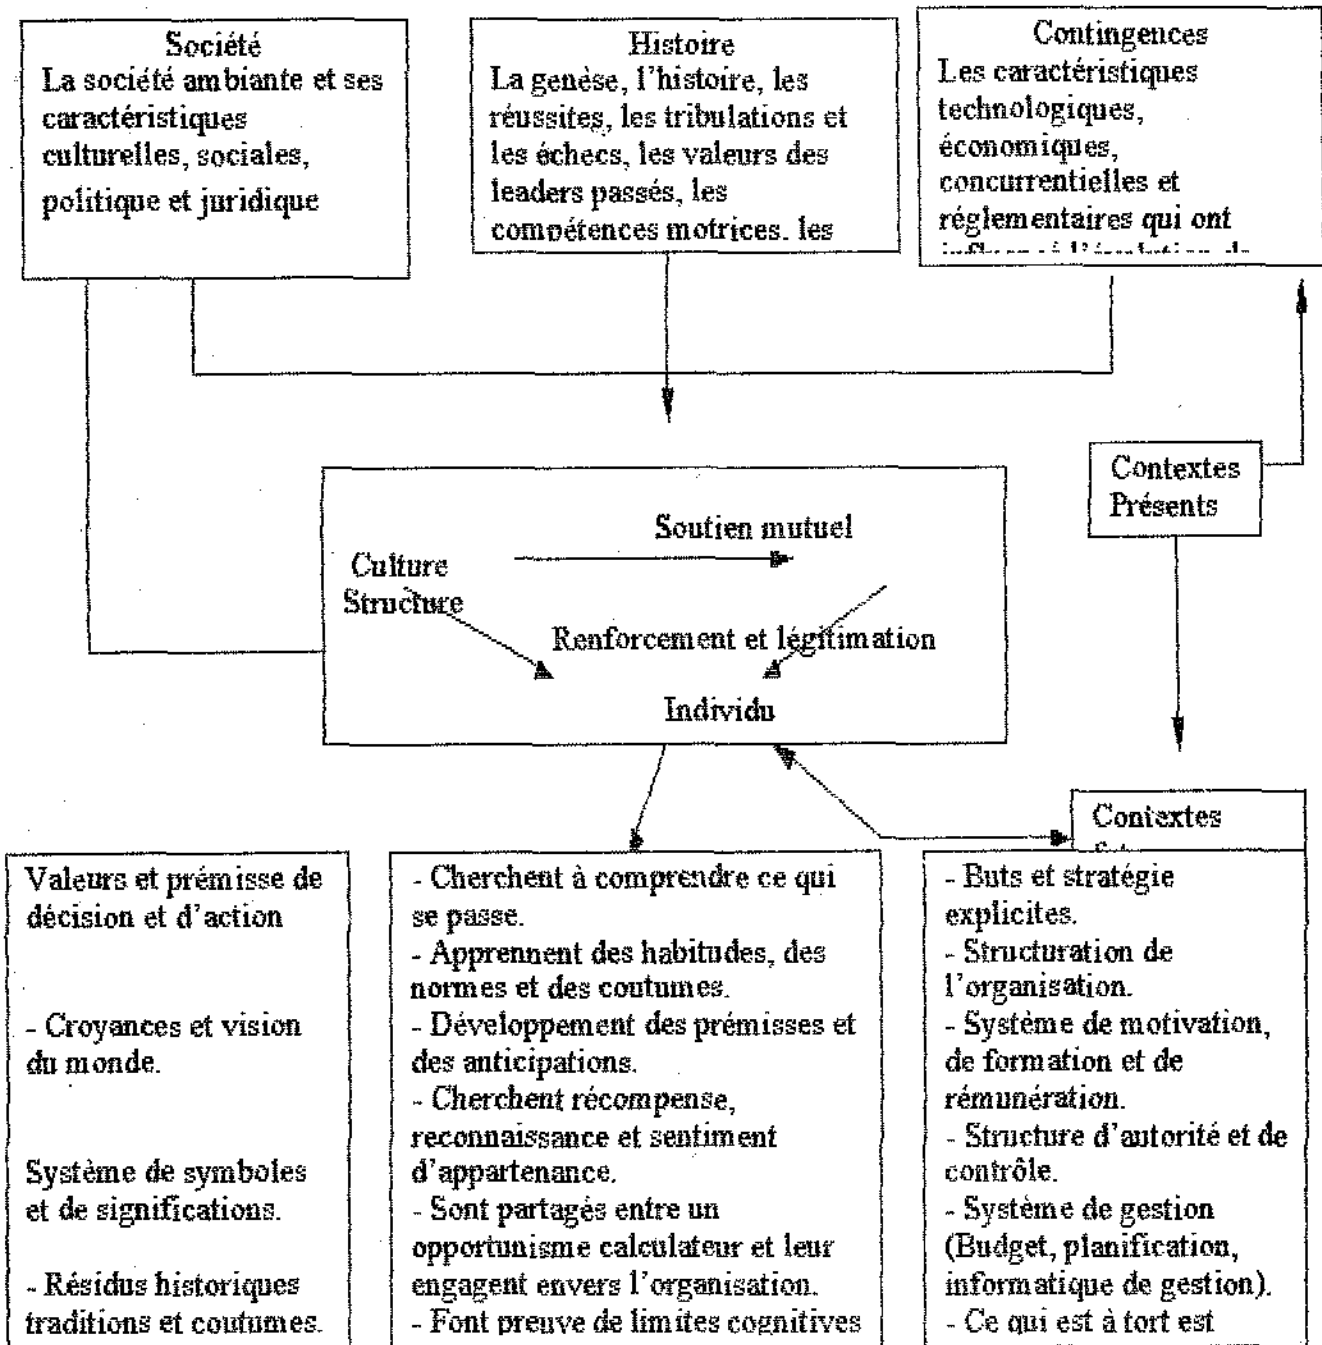 Société
La société ambiante et ses
caractéristiques
culturelles, sociales,
politique et juridique
Histoire
La genèse, l'histoire, les
réussites, les tribulations et
les échecs, les valeurs des
leaders passés, les
compétences motrices, les
Contingences
Les caractéristiques
technologiques,
économiques,
concurrentielles et
réglementaires qui ont
Contextes
Présents
Soutien mutuel
Culture
Structure
Renforcement et légitimation
Individu
Contextes
Valeurs et prémisse de
décision et d'action
- Croyances et vision
du monde.
Système de symboles
et de significations.
- Résidus historiques
traditions et coutumes.
- Cherchent à comprendre ce qui
se passe.
- Apprennent des habitudes, des
normes et des coutumes.
- Développement des prémisses et
des anticipations.
- Cherchent récompense,
reconnaissance et sentiment
d'appartenance.
- Sont partagés entre un
opportunisme calculateur et leur
engagent envers l'organisation.
- Font preuve de limites cognitives
- Buts et stratégie
explicites.
- Structuration de
l'organisation.
- Système de motivation,
de formation et de
rémunération.
- Structure d'autorité et de
contrôle.
- Système de gestion
(Budget, planification,
informatique de gestion).
- Ce qui est à tort est